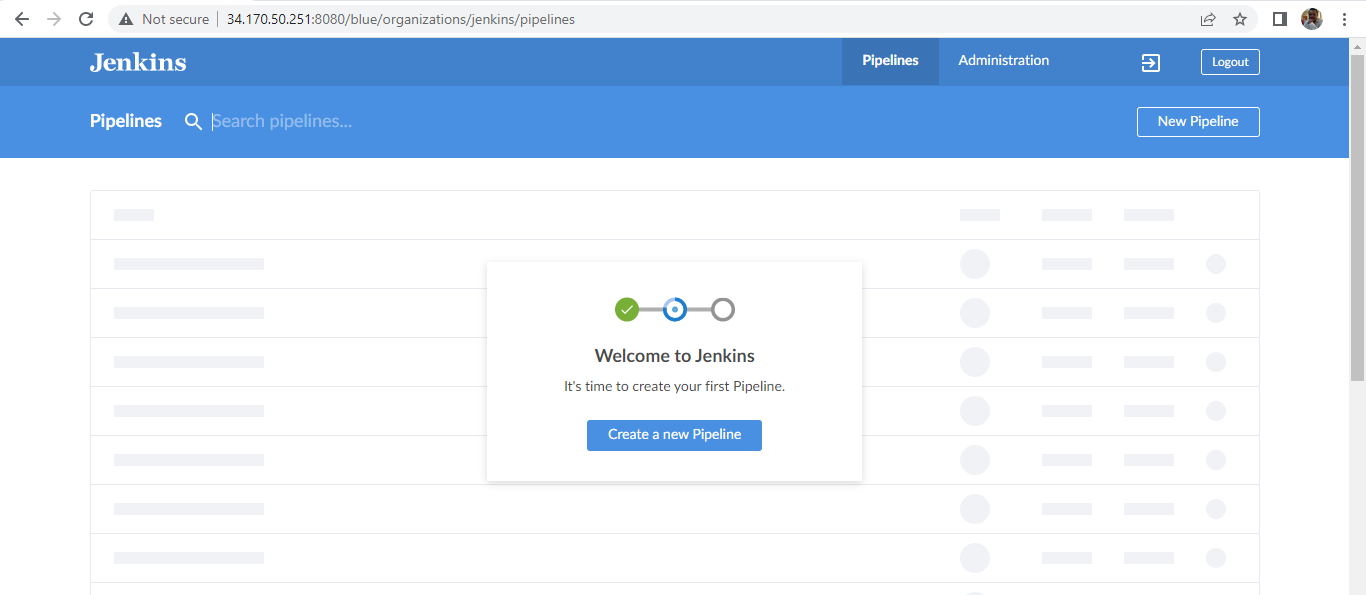 Not secure 34.170.50.251:8080/blue/organizations/jenkins/pipelines
Jenkins Pipelines Administration Logout
Pipelines Search pipelines... New Pipeline
Welcome to Jenkins
It's time to create your first Pipeline.
Create a new Pipeline